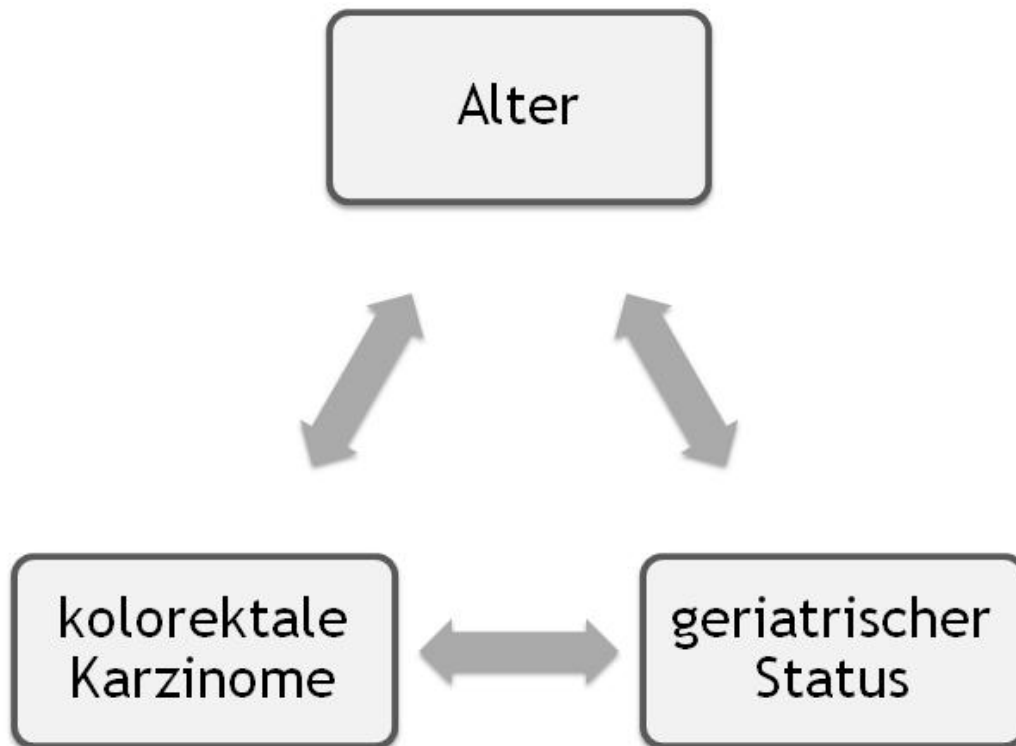 Alter
kolorektale
Karzinome
geriatrischer
Status